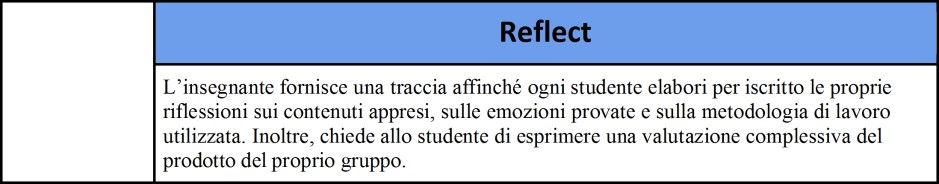 Reflect
L’insegnante fornisce una traccia affinché ogni studente elabori per iscritto le proprie
riflessioni sui contenuti appresi, sulle emozioni provate e sulla metodologia di lavoro
utilizzata. Inoltre, chiede allo studente di esprimere una valutazione complessiva del
prodotto del proprio gruppo.